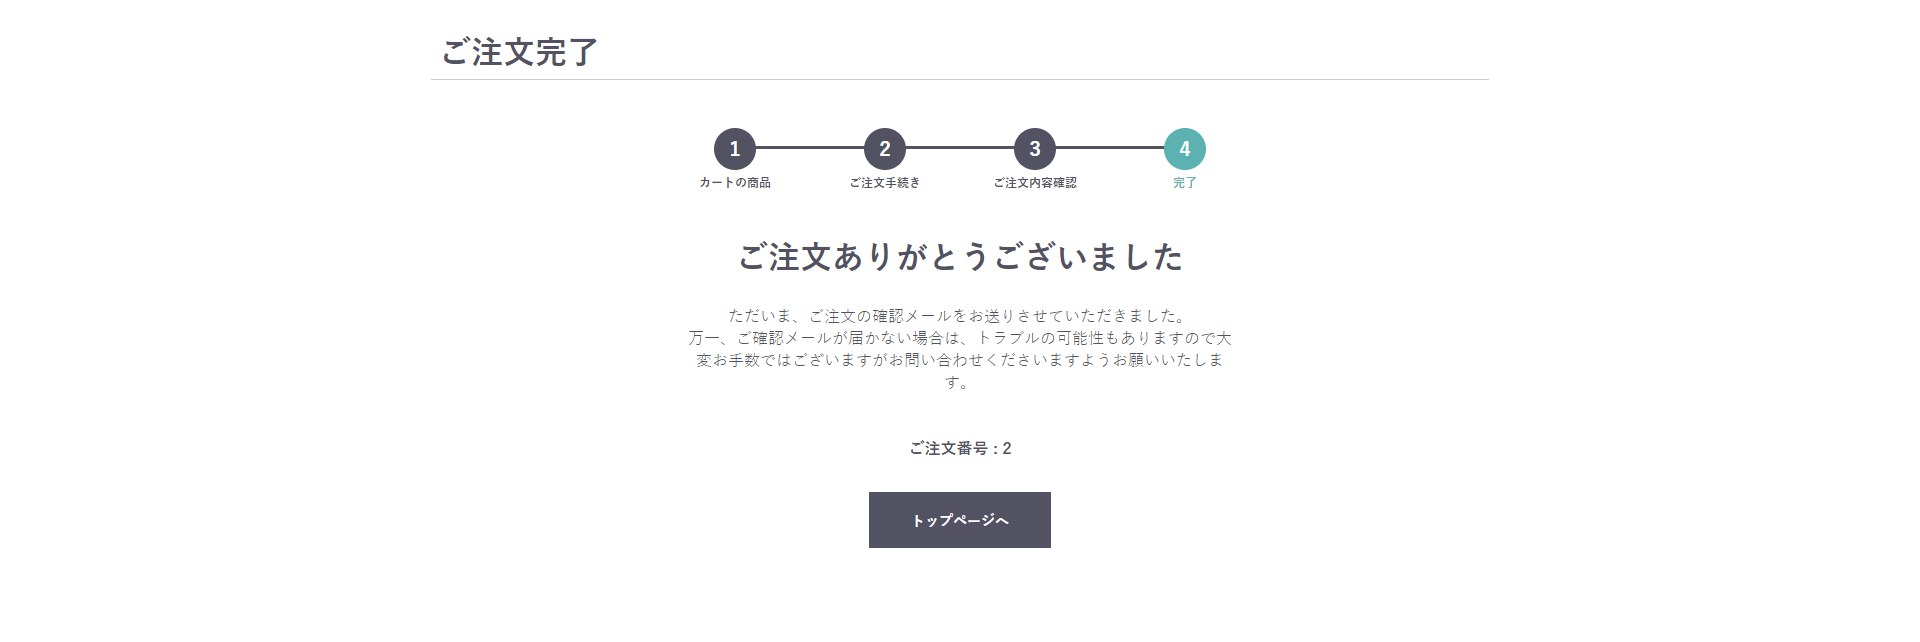 ご注文完了
1 2 3 4
カートの商品 ご注文手続き ご注文内容確認 完了
ご注文ありがとうございました
ただいま、ご注文の確認メールをお送りさせていただきました。
万一、ご確認メールが届かない場合は、トラブルの可能性もありますので大
変お手数ではございますがお問い合わせくださいますようお願いいたしま
す。
ご注文番号 : 2
トップページへ